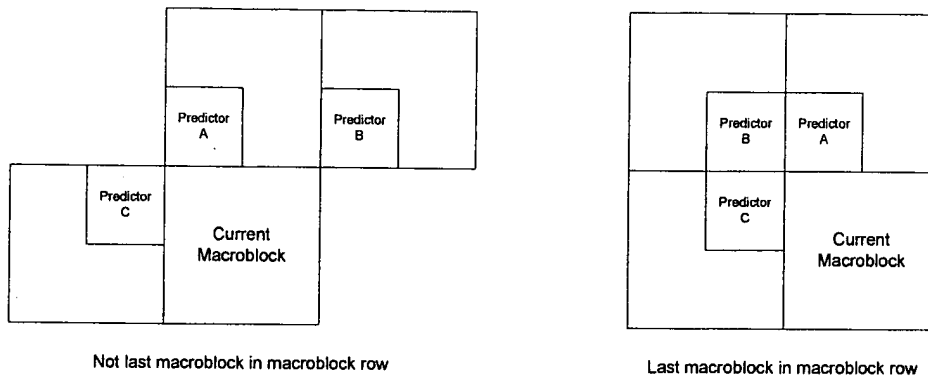 Predictor
A
Predictor
B
Predictor
C
Current
Macroblock
Not last macroblock in macroblock row
Predictor
B
Predictor
A
Predictor
C
Current
Macroblock
Last macroblock in macroblock row